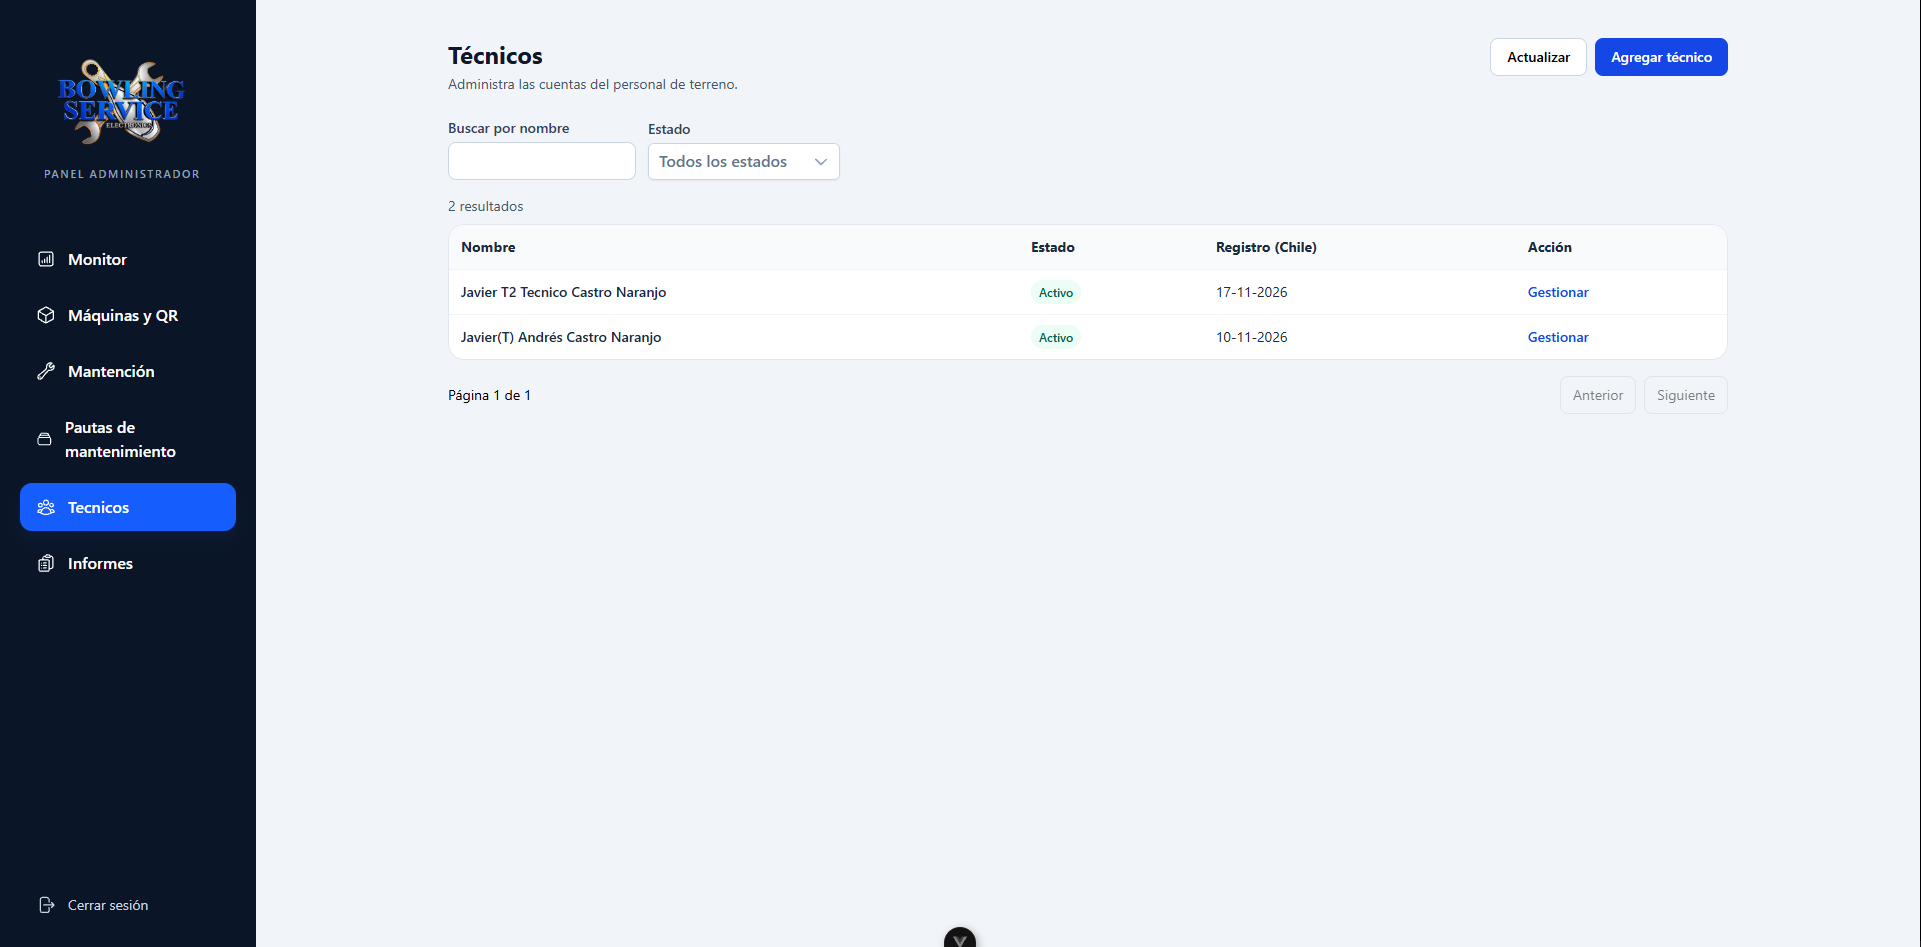 BOWLING
SERVICE
ELECTRONICS
PANEL ADMINISTRADOR
Monitor
Máquinas y QR
Mantención
Pautas de
mantenimiento
Tecnicos
Informes
Cerrar sesión
Técnicos
Administra las cuentas del personal de terreno.
Actualizar
Agregar técnico
Buscar por nombre
Estado
Todos los estados
2 resultados
Nombre Estado Registro (Chile) Acción
Javier T2 Tecnico Castro Naranjo Activo 17-11-2026 Gestionar
Javier(T) Andrés Castro Naranjo Activo 10-11-2026 Gestionar
Página 1 de 1
Anterior
Siguiente